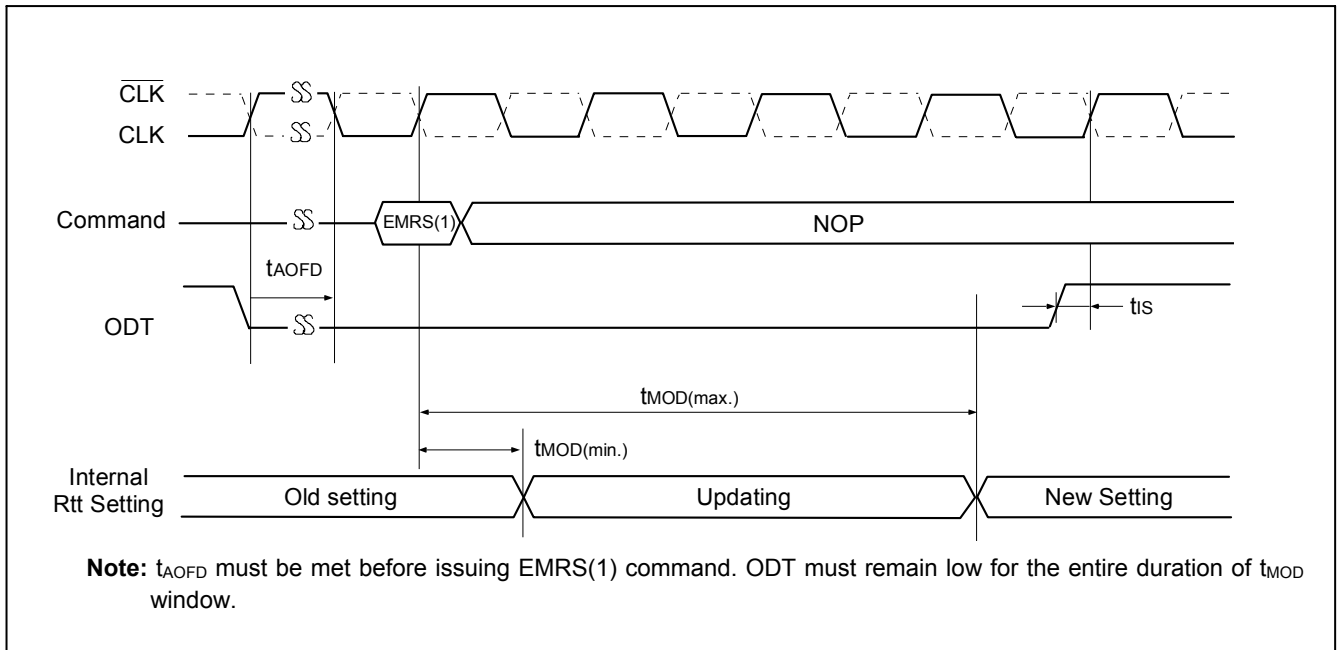 CLK
CLK
Command
EMRS(1)
NOP
tAOFD
ODT
tIS
tMOD(max.)
tMOD(min.)
Internal
Rtt Setting
Old setting
Updating
New Setting
Note: tAOFD must be met before issuing EMRS(1) command. ODT must remain low for the entire duration of tMOD
window.